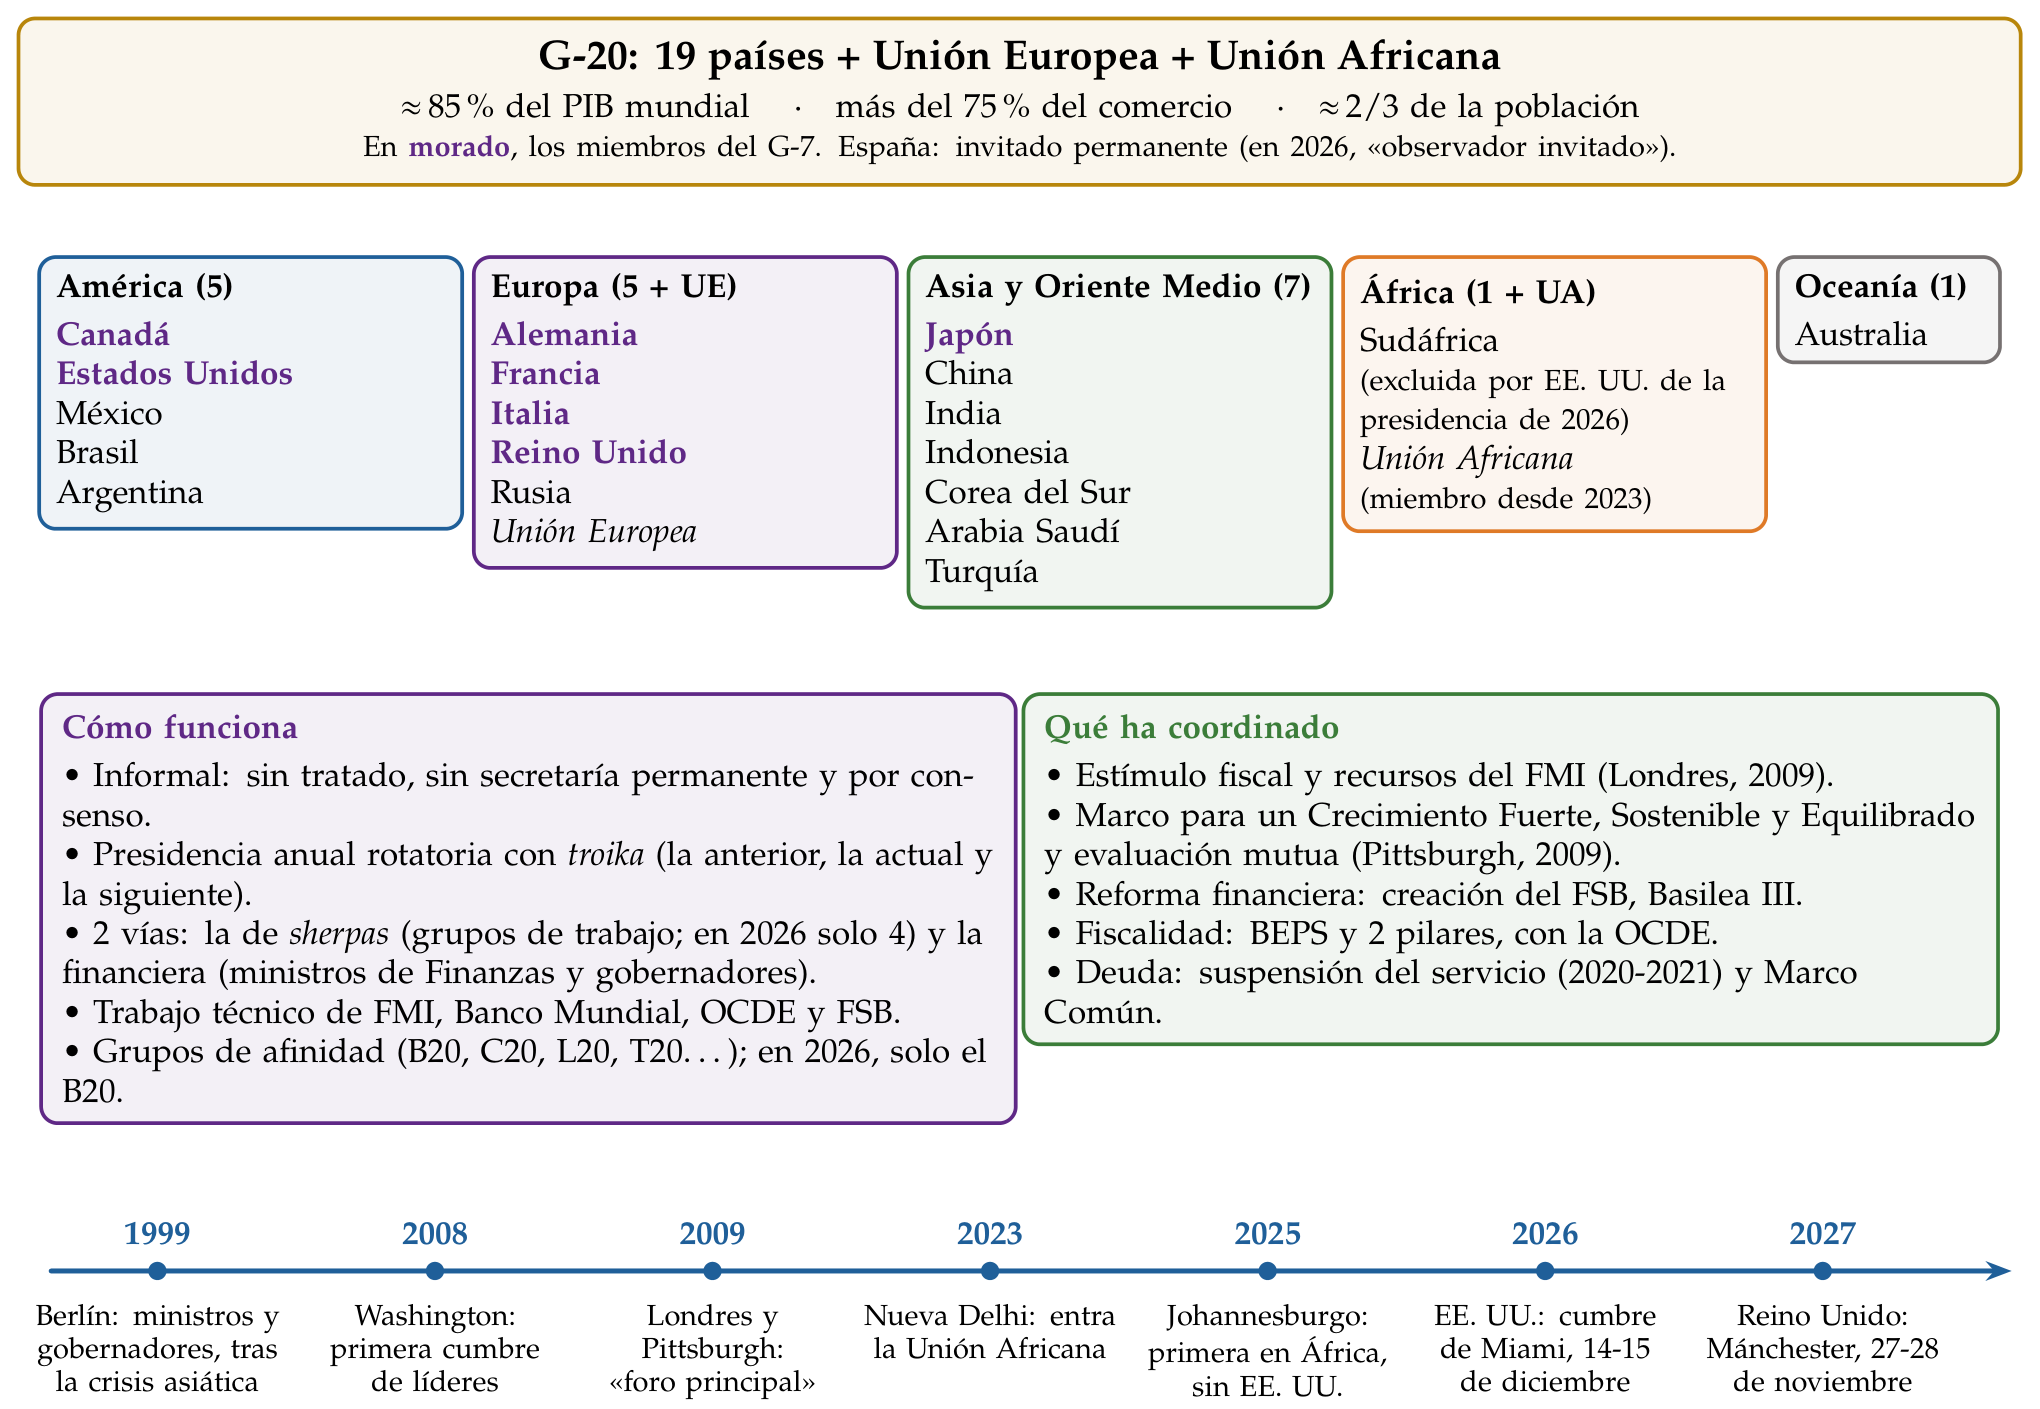 G-20: 19 países + Unión Europea + Unión Africana
≈ 85 % del PIB mundial · más del 75 % del comercio · ≈ 2/3 de la población
En morado, los miembros del G-7. España: invitado permanente (en 2026, «observador invitado»).
América (5)
Canadá
Estados Unidos
México
Brasil
Argentina
Europa (5 + UE)
Alemania
Francia
Italia
Reino Unido
Rusia
Unión Europea
Asia y Oriente Medio (7)
Japón
China
India
Indonesia
Corea del Sur
Arabia Saudí
Turquía
África (1 + UA)
Sudáfrica
(excluida por EE. UU. de la
presidencia de 2026)
Unión Africana
(miembro desde 2023)
Oceanía (1)
Australia
Cómo funciona
• Informal: sin tratado, sin secretaría permanente y por con-
senso.
• Presidencia anual rotatoria con troika (la anterior, la actual y
la siguiente).
• 2 vías: la de sherpas (grupos de trabajo; en 2026 solo 4) y la
financiera (ministros de Finanzas y gobernadores).
• Trabajo técnico de FMI, Banco Mundial, OCDE y FSB.
• Grupos de afinidad (B20, C20, L20, T20...); en 2026, solo el
B20.
Qué ha coordinado
• Estímulo fiscal y recursos del FMI (Londres, 2009).
• Marco para un Crecimiento Fuerte, Sostenible y Equilibrado
y evaluación mutua (Pittsburgh, 2009).
• Reforma financiera: creación del FSB, Basilea III.
• Fiscalidad: BEPS y 2 pilares, con la OCDE.
• Deuda: suspensión del servicio (2020-2021) y Marco
Común.
1999
Berlín: ministros y
gobernadores, tras
la crisis asiática
2008
Washington:
primera cumbre
de líderes
2009
Londres y
Pittsburgh:
«foro principal»
2023
Nueva Delhi: entra
la Unión Africana
2025
Johannesburgo:
primera en África,
sin EE. UU.
2026
EE. UU.: cumbre
de Miami, 14-15
de diciembre
2027
Reino Unido:
Mánchester, 27-28
de noviembre